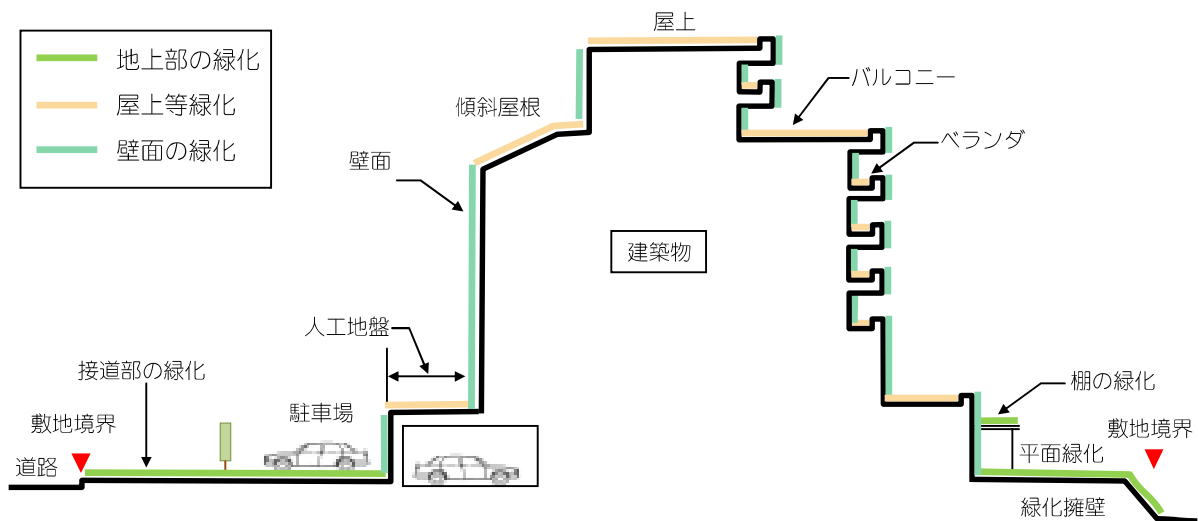 地上部の緑化
屋上等緑化
壁面の緑化
屋上
バルコニー
傾斜屋根
ベランダ
壁面
建築物
人工地盤
接道部の緑化
棚の緑化
駐車場
敷地境界
敷地境界
道路
平面緑化
緑化擁壁